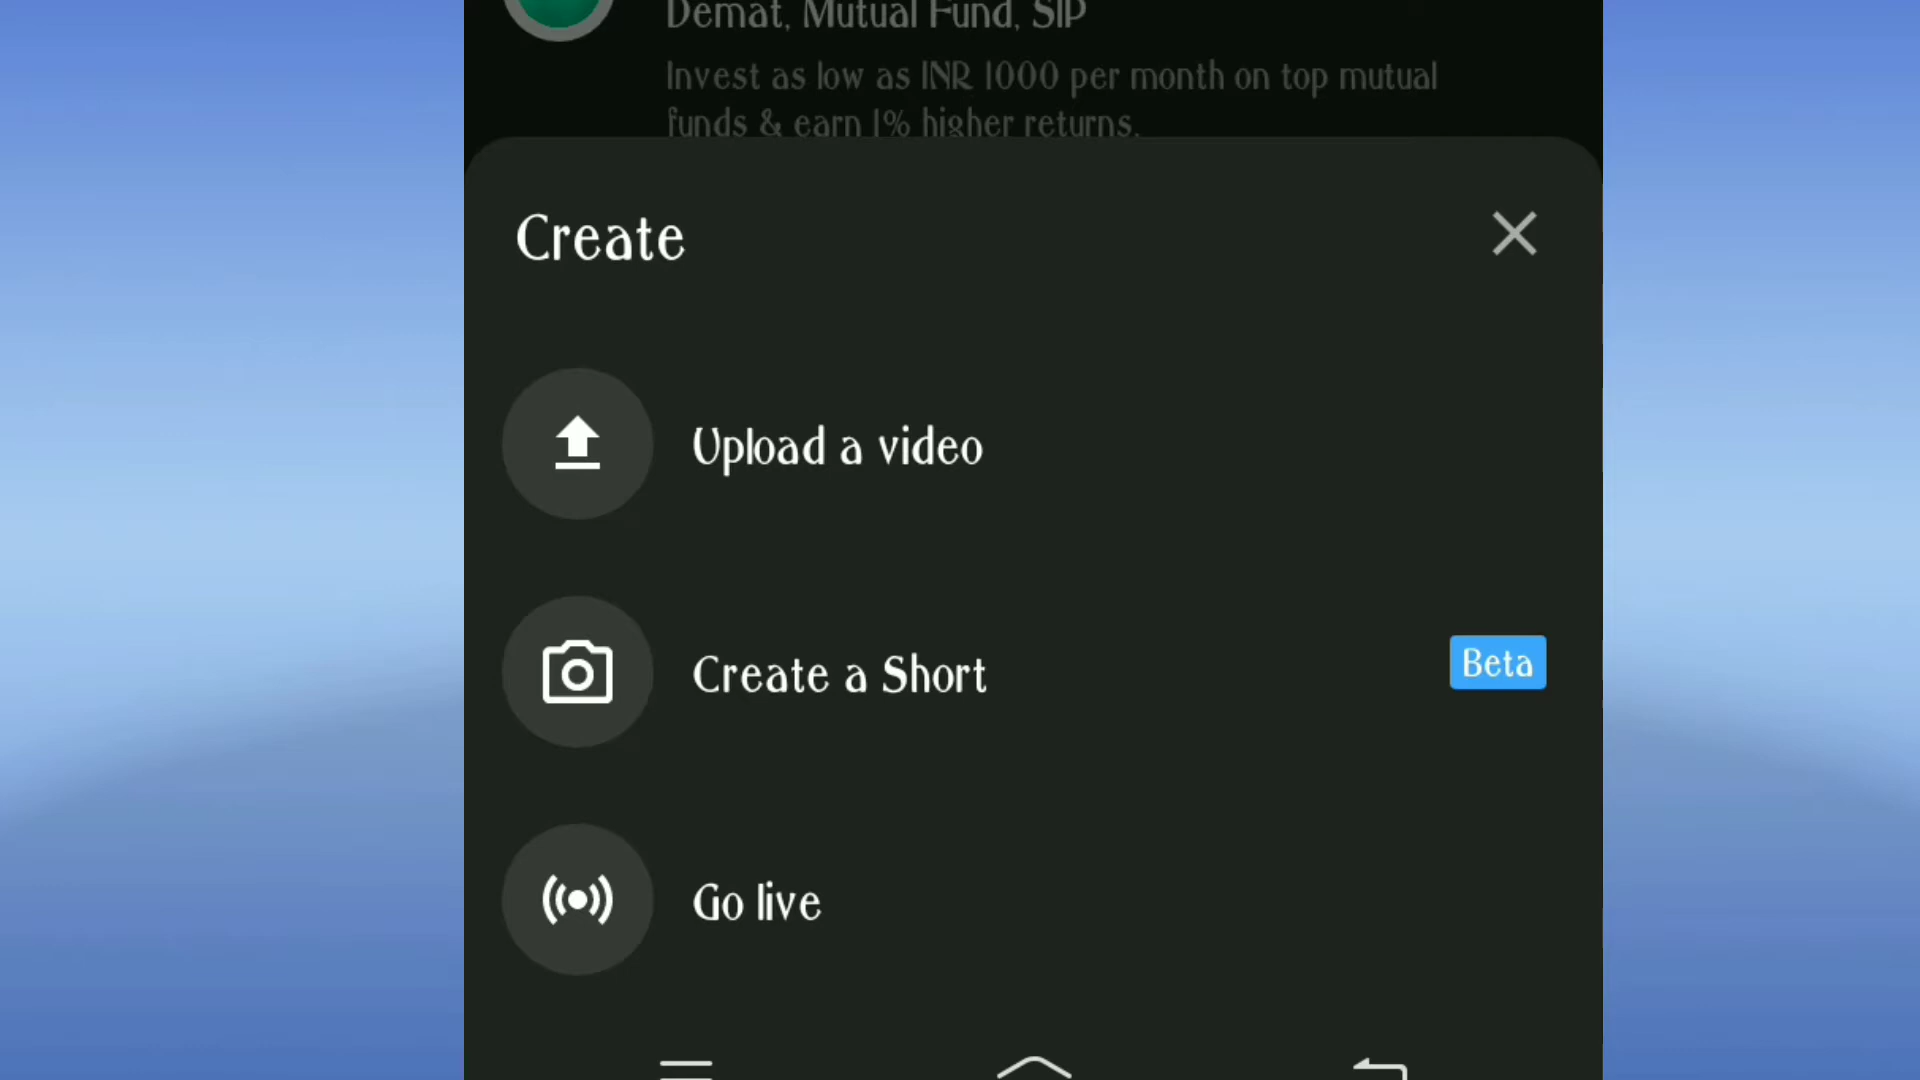 Demat, Mutual Fund, SIP
Invest as low as INR 1000 per month on top mutual
funds & earn 1% higher returns.
Create
Upload a video
Create a Short
Beta
Go live